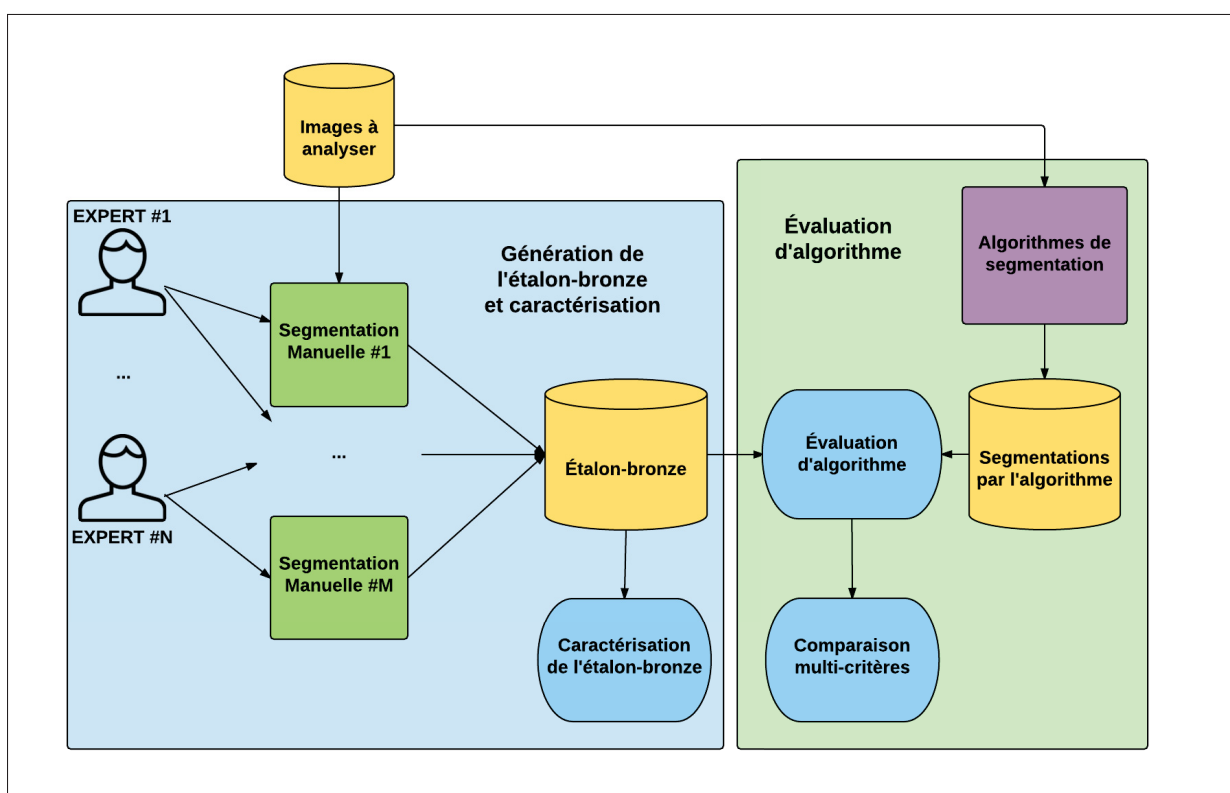 Images à
analyser
EXPERT #1
Génération de
l'étalon-bronze
et caractérisation
Segmentation
Manuelle #1
...
...
EXPERT #N
Segmentation
Manuelle #M
Étalon-bronze
Caractérisation
de l'étalon-bronze
Évaluation
d'algorithme
Algorithmes de
segmentation
Évaluation
d'algorithme
Segmentations
par l'algorithme
Comparaison
multi-critères